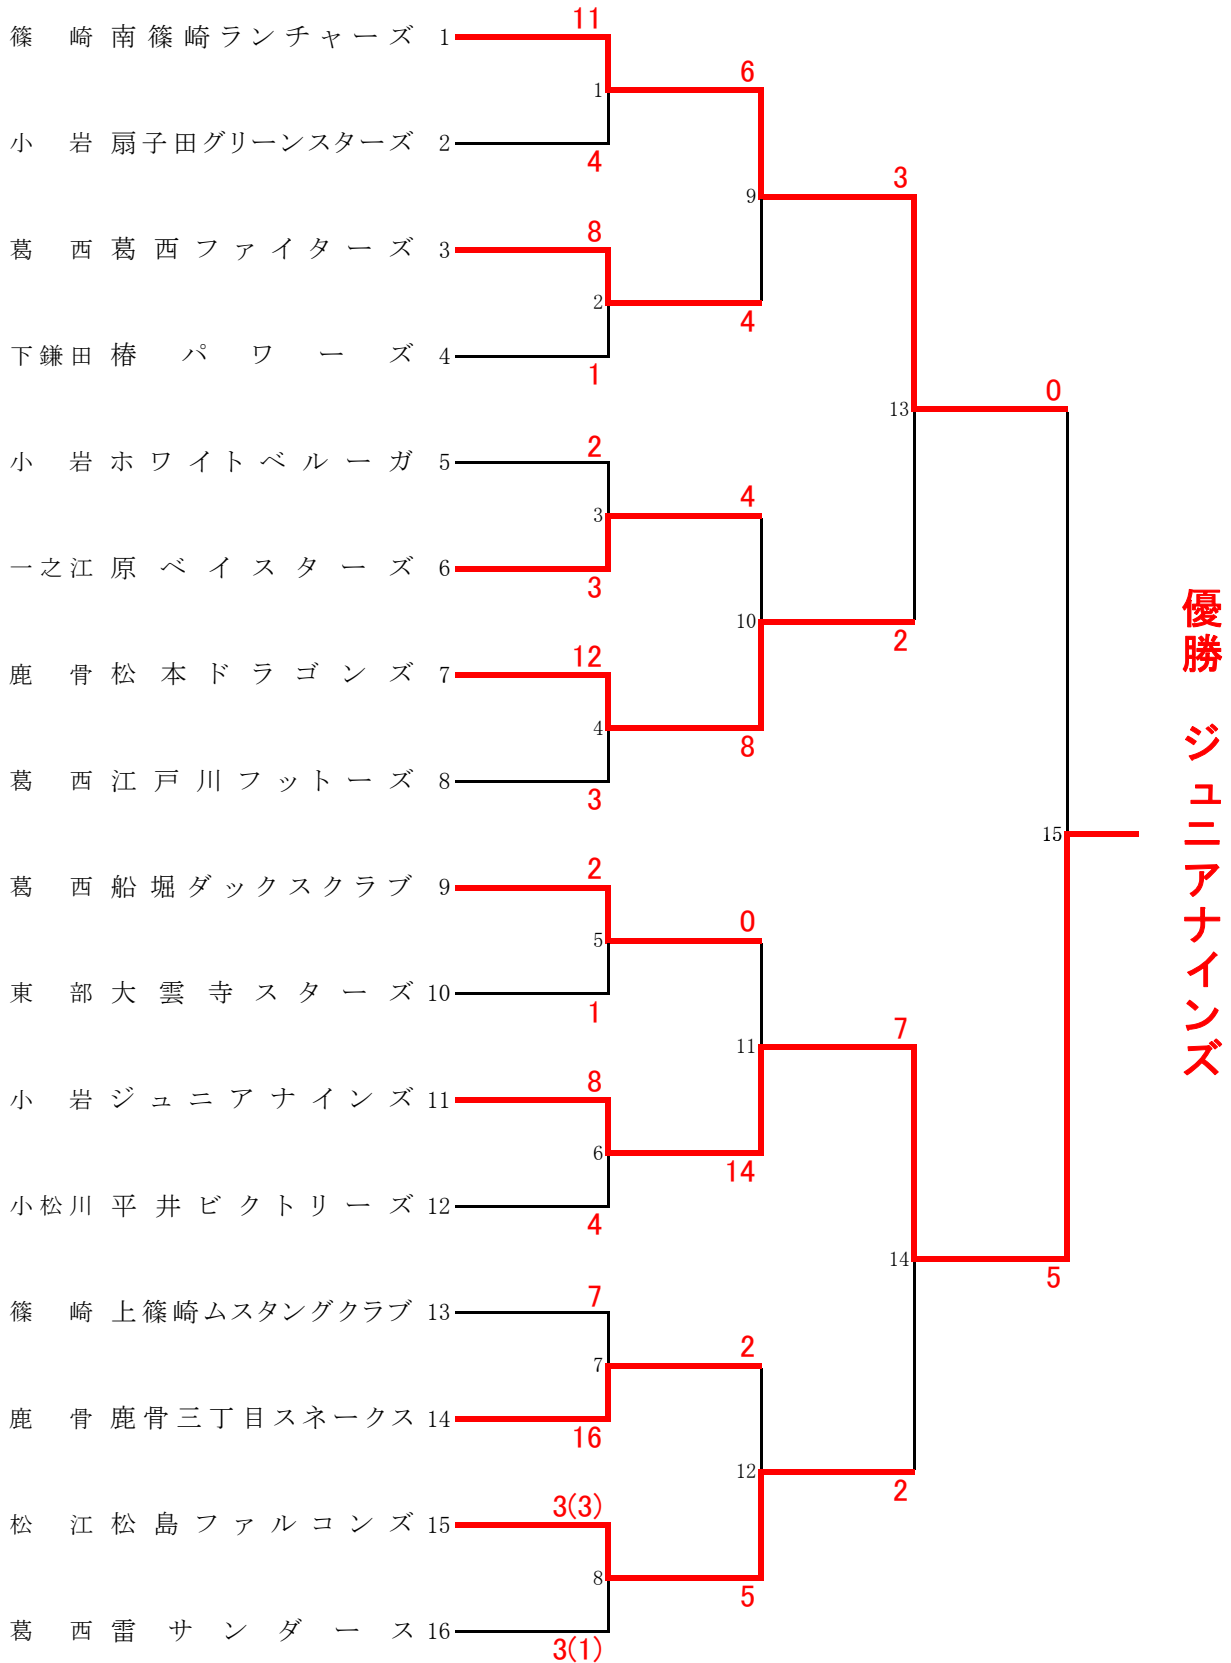 篠崎 南篠崎ランチャーズ 1
小岩 扇子田グリーンスターズ 2
葛西 葛西ファイターズ 3
下鎌田 椿パワーズ 4
小岩 ホワイトベルーガ 5
一之江 原ベイスターズ 6
鹿骨 松本ドラゴンズ 7
葛西 江戸川フットーズ 8
葛西 船堀ダックスクラブ 9
東部 大雲寺スターズ 10
小岩 ジュニアナインズ 11
小松川 平井ビクトリーズ 12
篠崎 上篠崎ムスタングクラブ 13
鹿骨 鹿骨三丁目スネークス 14
松江 松島ファルコンズ 15
葛西 雷サンダース 16
11
1
4
8
2
1
2
3
3
12
4
3
2
5
1
8
6
4
7
7
16
3(3)
8
3(1)
6
9
4
4
10
8
0
11
14
2
12
5
3
13
2
7
14
2
0
15
5
優勝 ジュニアナインズ